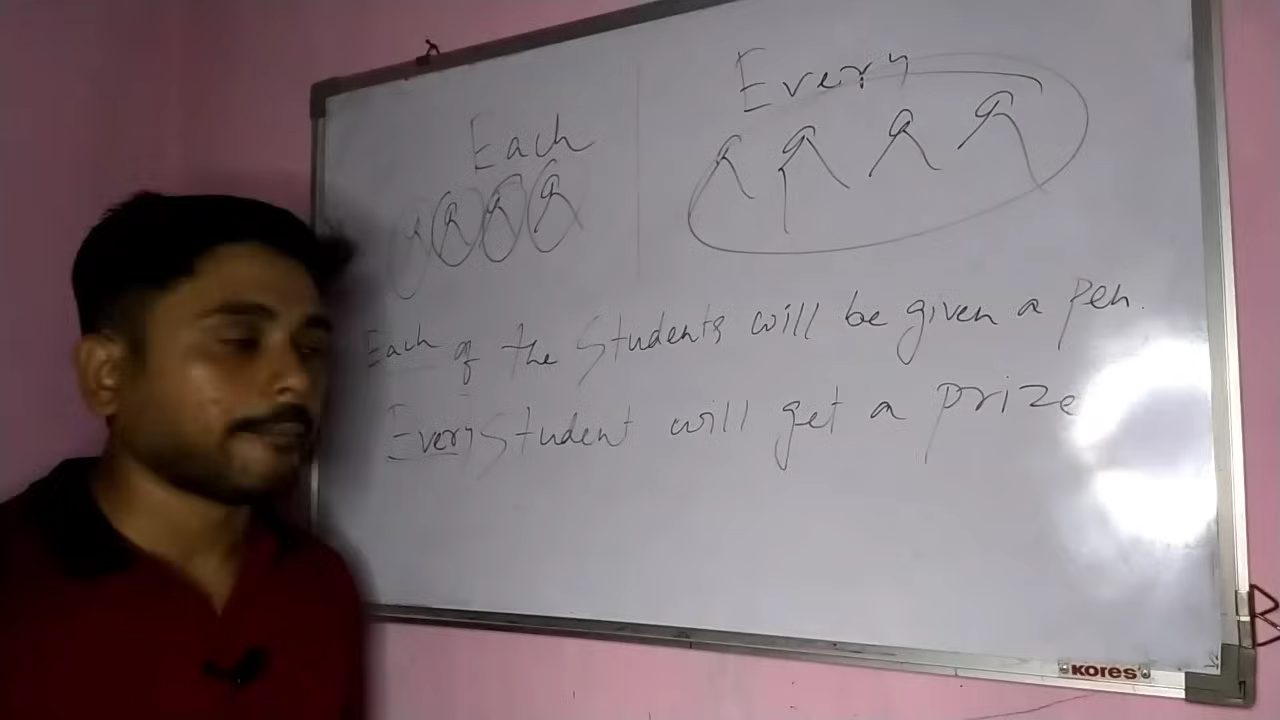 Each
Every
Each of the Students will be given a pen.
Every Student will get a prize
KORES